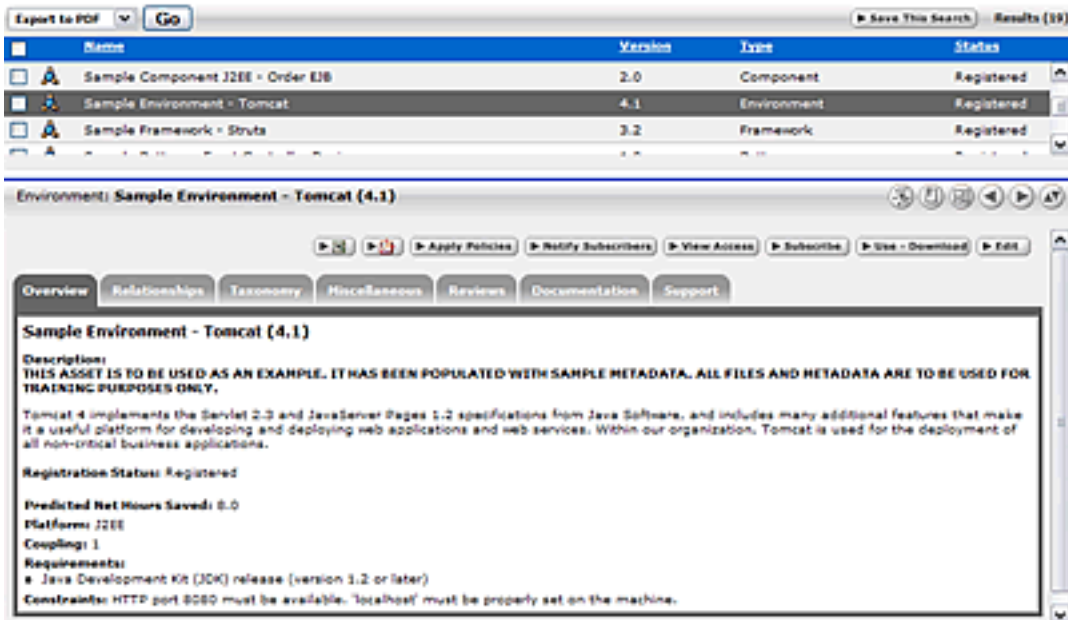 Export to PDF Go Save This Search Results (19)
Name Version Type Status
Sample Component J2EE - Order EJB 2.0 Component Registered
Sample Environment - Tomcat 4.1 Environment Registered
Sample Framework - Struts 3.2 Framework Registered
Environment: Sample Environment - Tomcat (4.1)
Apply Policies Notify Subscribers View Access Subscribe Use - Download Edit
Overview Relationships Taxonomy Miscellaneous Reviews Documentation Support
Sample Environment - Tomcat (4.1)
Description:
THIS ASSET IS TO BE USED AS AN EXAMPLE. IT HAS BEEN POPULATED WITH SAMPLE METADATA. ALL FILES AND METADATA ARE TO BE USED FOR
TRAINING PURPOSES ONLY.
Tomcat 4 implements the Servlet 2.3 and JavaServer Pages 1.2 specifications from Java Software, and includes many additional features that make
it a useful platform for developing and deploying web applications and web services. Within our organization, Tomcat is used for the deployment of
all non-critical business applications.
Registration Status: Registered
Predicted Net Hours Saved: 8.0
Platform: J2EE
Coupling: 1
Requirements:
Java Development Kit (JDK) release (version 1.2 or later)
Constraints: HTTP port 8080 must be available. 'localhost' must be properly set on the machine.